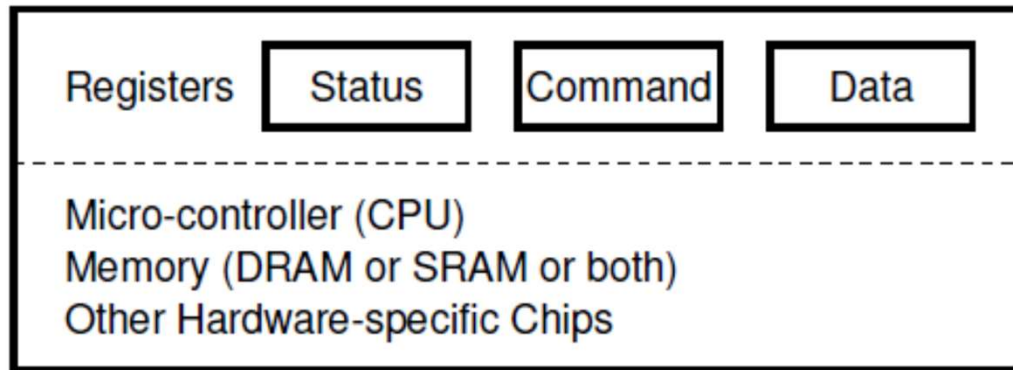 Registers Status Command Data
Micro-controller (CPU)
Memory (DRAM or SRAM or both)
Other Hardware-specific Chips